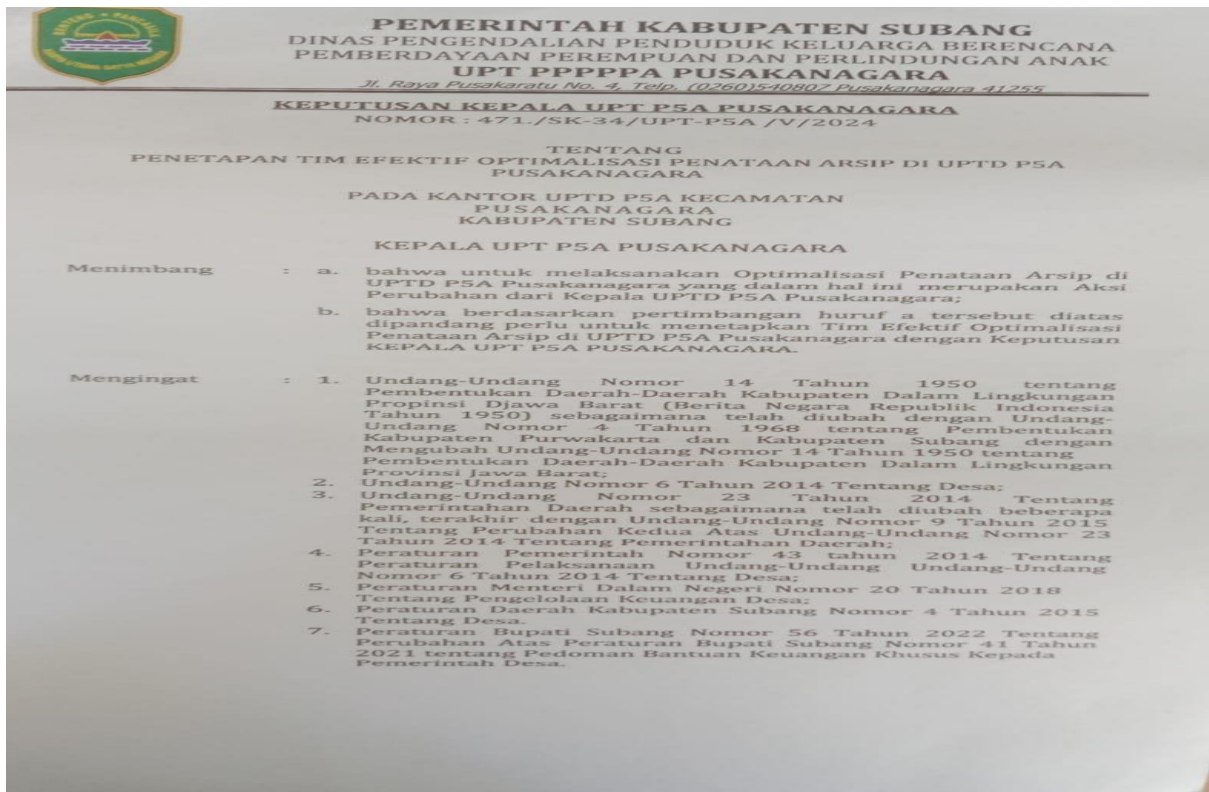 BENTENG PANCASILA
KARYA UTAMA SATYA NEGARA
PEMERINTAH KABUPATEN SUBANG
DINAS PENGENDALIAN PENDUDUK KELUARGA BERENCANA
PEMBERDAYAAN PEREMPUAN DAN PERLINDUNGAN ANAK
UPT PPPPPA PUSAKANAGARA
Jl. Raya Pusakaratu No. 4, Telp. (0260)540807 Pusakanagara 41255
KEPUTUSAN KEPALA UPT P5A PUSAKANAGARA
NOMOR : 471./SK-34/UPT-P5A /V/2024
TENTANG
PENETAPAN TIM EFEKTIF OPTIMALISASI PENATAAN ARSIP DI UPTD P5A
PUSAKANAGARA
PADA KANTOR UPTD P5A KECAMATAN
PUSAKANAGARA
KABUPATEN SUBANG
KEPALA UPT P5A PUSAKANAGARA
Menimbang : a. bahwa untuk melaksanakan Optimalisasi Penataan Arsip di
UPTD P5A Pusakanagara yang dalam hal ini merupakan Aksi
Perubahan dari Kepala UPTD P5A Pusakanagara;
b. bahwa berdasarkan pertimbangan huruf a tersebut diatas
dipandang perlu untuk menetapkan Tim Efektif Optimalisasi
Penataan Arsip di UPTD P5A Pusakanagara dengan Keputusan
KEPALA UPT P5A PUSAKANAGARA.
Mengingat : 1. Undang-Undang Nomor 14 Tahun 1950 tentang
Pembentukan Daerah-Daerah Kabupaten Dalam Lingkungan
Propinsi Djawa Barat (Berita Negara Republik Indonesia
Tahun 1950) sebagaimana telah diubah dengan Undang-
Undang Nomor 4 Tahun 1968 tentang Pembentukan
Kabupaten Purwakarta dan Kabupaten Subang dengan
Mengubah Undang-Undang Nomor 14 Tahun 1950 tentang
Pembentukan Daerah-Daerah Kabupaten Dalam Lingkungan
Provinsi Jawa Barat;
2. Undang-Undang Nomor 6 Tahun 2014 Tentang Desa;
3. Undang-Undang Nomor 23 Tahun 2014 Tentang
Pemerintahan Daerah sebagaimana telah diubah beberapa
kali, terakhir dengan Undang-Undang Nomor 9 Tahun 2015
Tentang Perubahan Kedua Atas Undang-Undang Nomor 23
Tahun 2014 Tentang Pemerintahan Daerah;
4. Peraturan Pemerintah Nomor 43 tahun 2014 Tentang
Peraturan Pelaksanaan Undang-Undang Undang-Undang
Nomor 6 Tahun 2014 Tentang Desa;
5. Peraturan Menteri Dalam Negeri Nomor 20 Tahun 2018
Tentang Pengelolaan Keuangan Desa;
6. Peraturan Daerah Kabupaten Subang Nomor 4 Tahun 2015
Tentang Desa.
7. Peraturan Bupati Subang Nomor 56 Tahun 2022 Tentang
Perubahan Atas Peraturan Bupati Subang Nomor 41 Tahun
2021 tentang Pedoman Bantuan Keuangan Khusus Kepada
Pemerintah Desa.